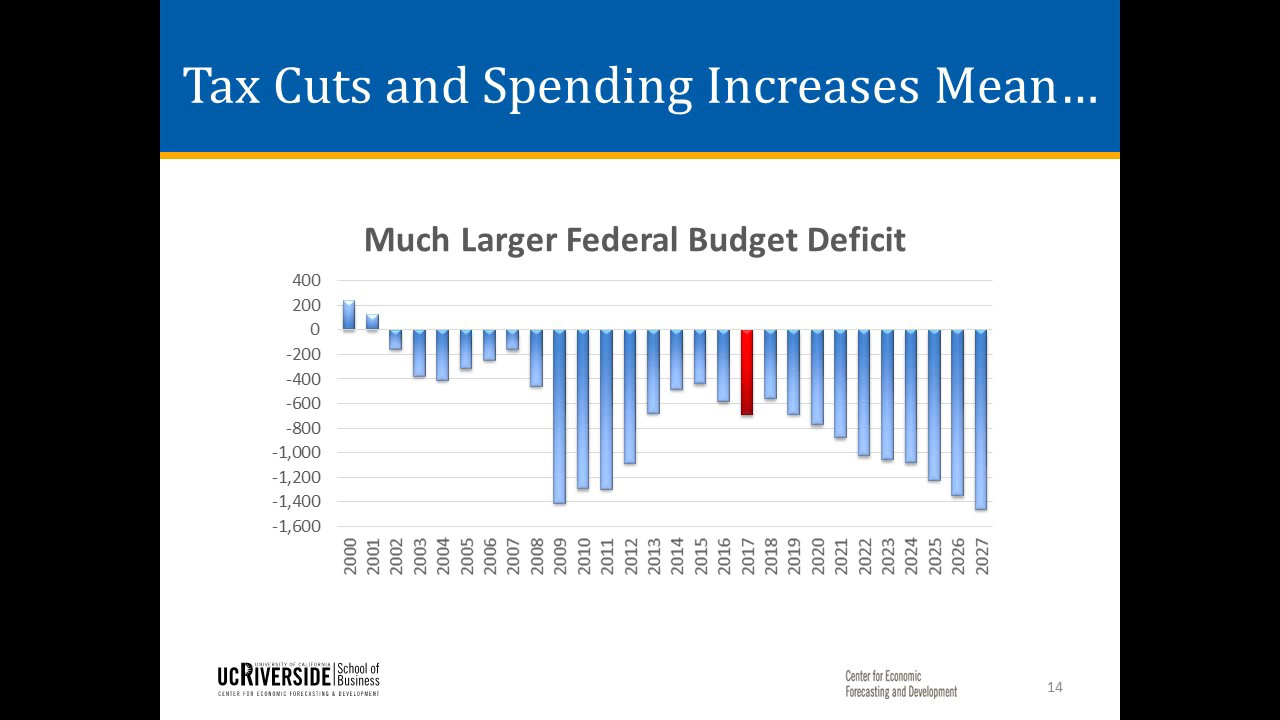 Tax Cuts and Spending Increases Mean…
Much Larger Federal Budget Deficit
400
200
0
-200
-400
-600
-800
-1,000
-1,200
-1,400
-1,600
2000 2001 2002 2003 2004 2005 2006 2007 2008 2009 2010 2011 2012 2013 2014 2015 2016 2017 2018 2019 2020 2021 2022 2023 2024 2025 2026 2027
UNIVERSITY OF CALIFORNIA
UCRIVERSIDE School of
Business
CENTER FOR ECONOMIC FORECASTING & DEVELOPMENT
Center for Economic
Forecasting and Development
14